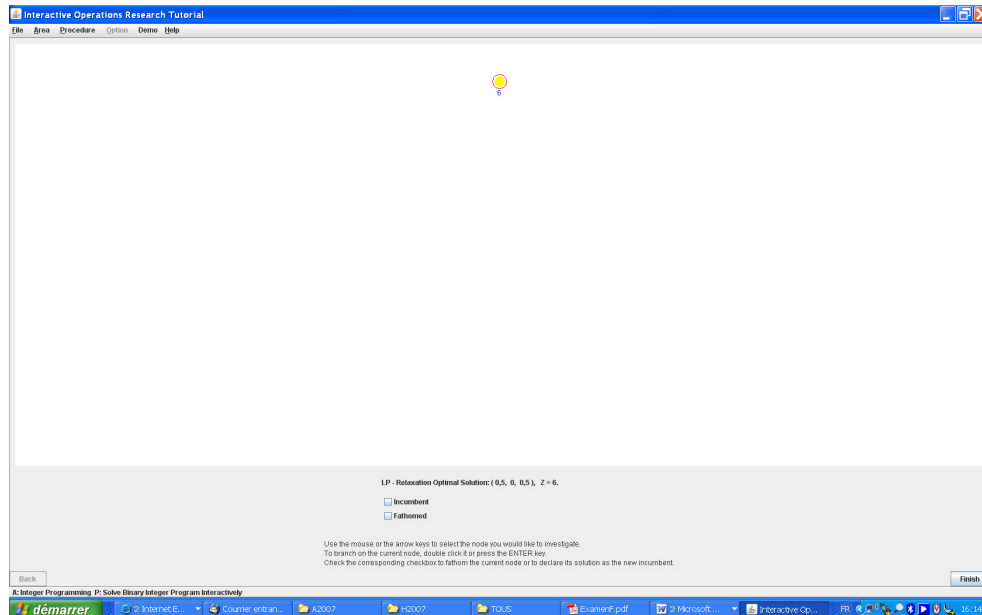 Interactive Operations Research Tutorial
File Area Procedure Option Demo Help
6
LP - Relaxation Optimal Solution: ( 0,5, 0, 0,5 ), Z = 6.
Incumbent
Fathomed
Use the mouse or the arrow keys to select the node you would like to investigate.
To branch on the current node, double click it or press the ENTER key.
Check the corresponding checkbox to fathom the current node or to declare its solution as the new incumbent.
Back Finish
A: Integer Programming P: Solve Binary Integer Program Interactively
démarrer 2 Internet E... Courrier entran... A2007 H2007 TOUS ExamenF.pdf 2 Microsoft ... Interactive Op... FR 16:14